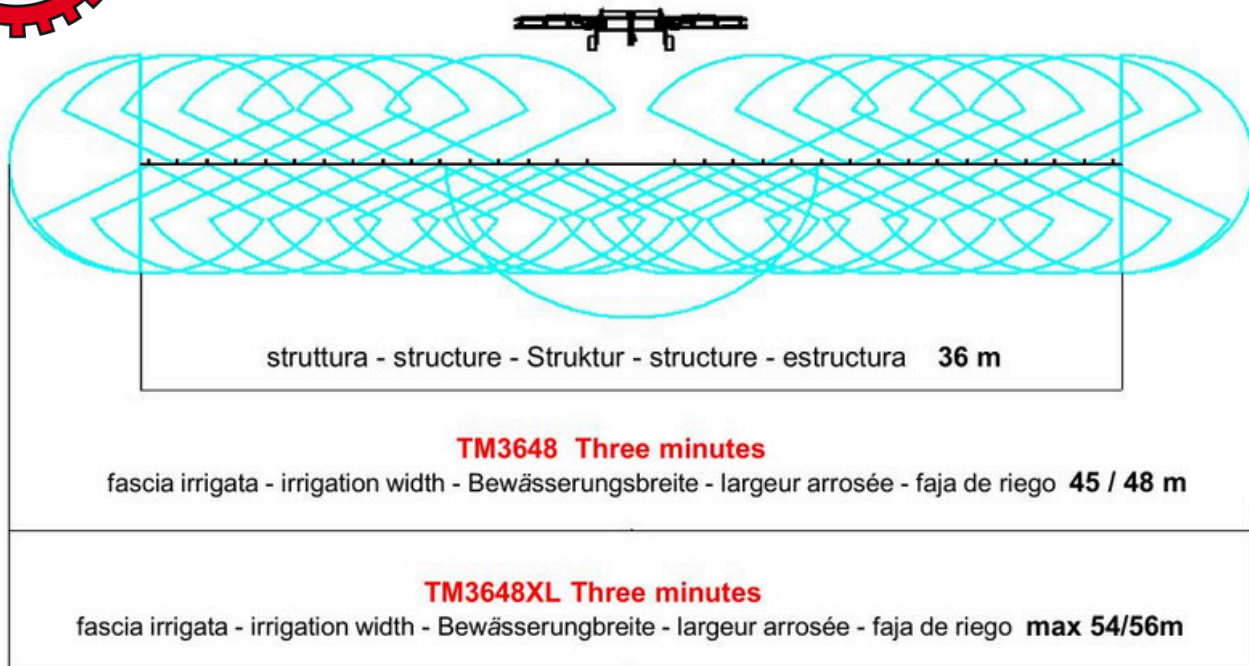 struttura - structure - Struktur - structure - estructura 36 m
TM3648 Three minutes
fascia irrigata - irrigation width - Bewässerungsbreite - largeur arrosée - faja de riego 45 / 48 m
TM3648XL Three minutes
fascia irrigata - irrigation width - Bewässerungbreite - largeur arrosée - faja de riego max 54/56m